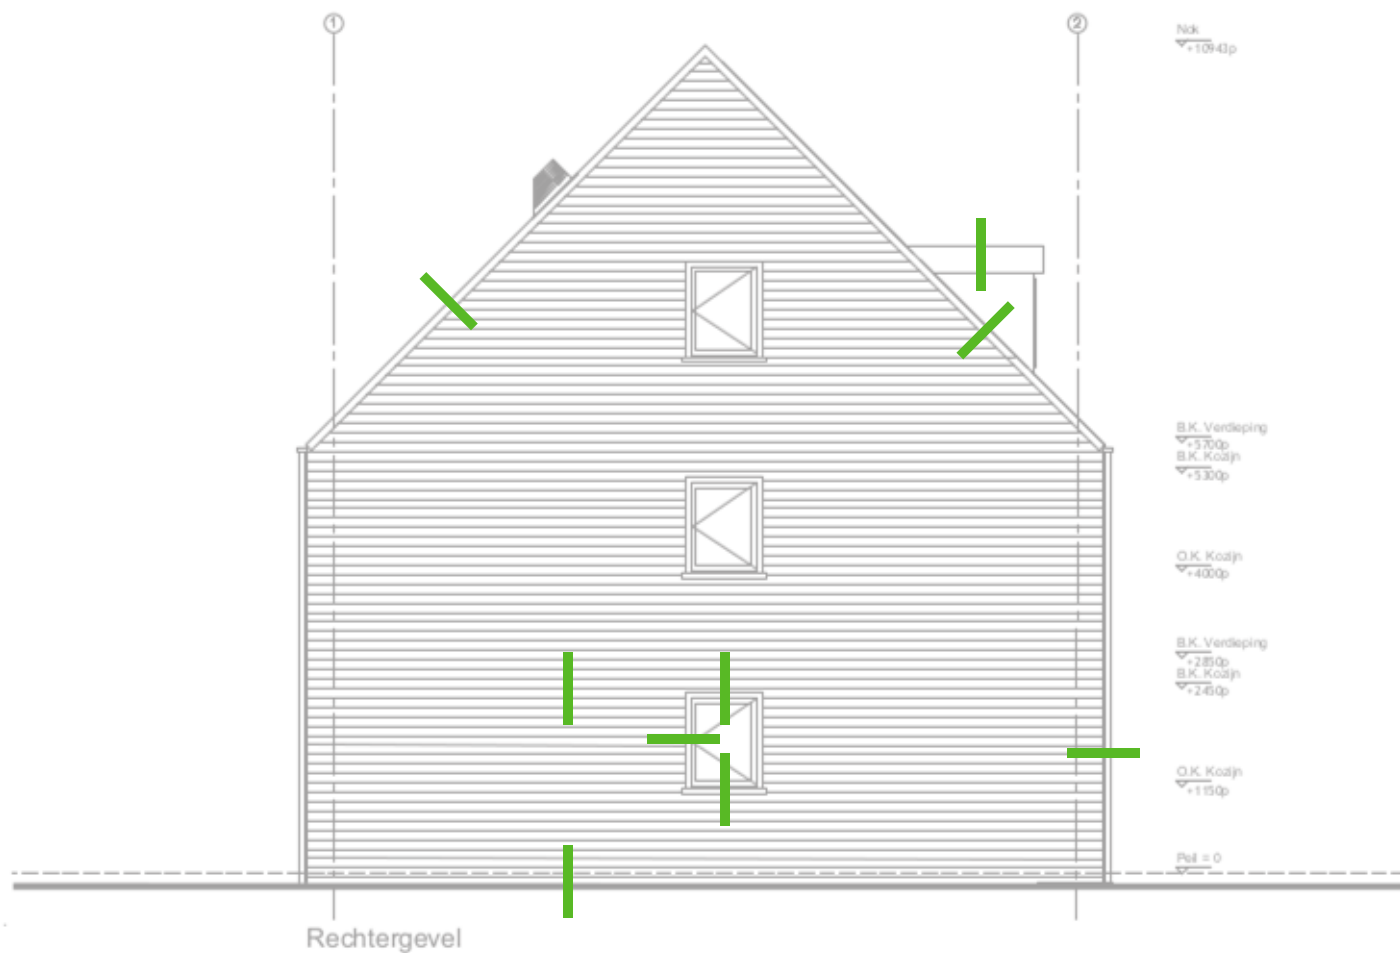 1
2
Nok
+10943p
B.K. Verdieping
+5700p
B.K. Kozijn
+5300p
O.K. Kozijn
+4000p
B.K. Verdieping
+2850p
B.K. Kozijn
+2450p
O.K. Kozijn
+1150p
Peil = 0
Rechtergevel